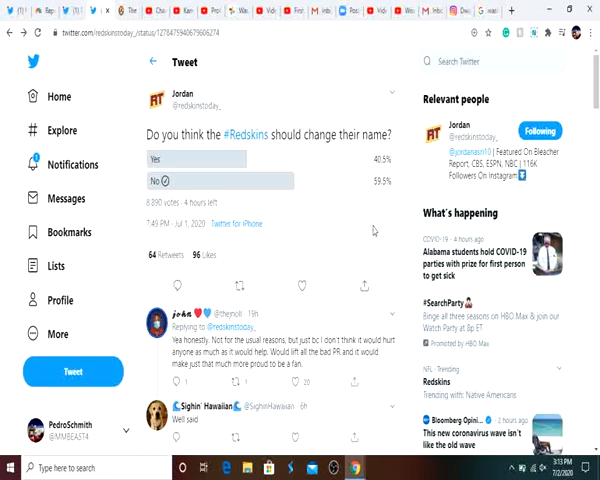 twitter.com/redskinstoday_/status/1278475940679606274
Tweet
Search Twitter
Home
Explore
Notifications
Messages
Bookmarks
Lists
Profile
More
Tweet
PedroSchmith
@MMBEAST4
Jordan
@redskinstoday_
Do you think the #Redskins should change their name?
Yes 40.5%
No 59.5%
8,890 votes · 4 hours left
7:49 PM · Jul 1, 2020 · Twitter for iPhone
64 Retweets 96 Likes
john @thejnoll · 19h
Replying to @redskinstoday_
Yea honestly. Not for the usual reasons, but just bc I don't think it would hurt
anyone as much as it would help. Would lift all the bad PR and it would
make just that much more proud to be a fan.
1 1 20
Sighin' Hawaiian @SighinHawaiian · 6h
Well said
Relevant people
Jordan
@redskinstoday_
Following
@jordanasri10 | Featured On Bleacher
Report, CBS, ESPN, NBC | 116K
Followers On Instagram
What's happening
COVID-19 · 4 hours ago
Alabama students hold COVID-19
parties with prize for first person
to get sick
#SearchParty
Binge all three seasons on HBO Max & join our
Watch Party at 8p ET
Promoted by HBO Max
NFL · Trending
Redskins
Trending with: Native Americans
Bloomberg Opini... · 2 hours ago
This new coronavirus wave isn't
like the old wave
Type here to search
3:13 PM
7/2/2020